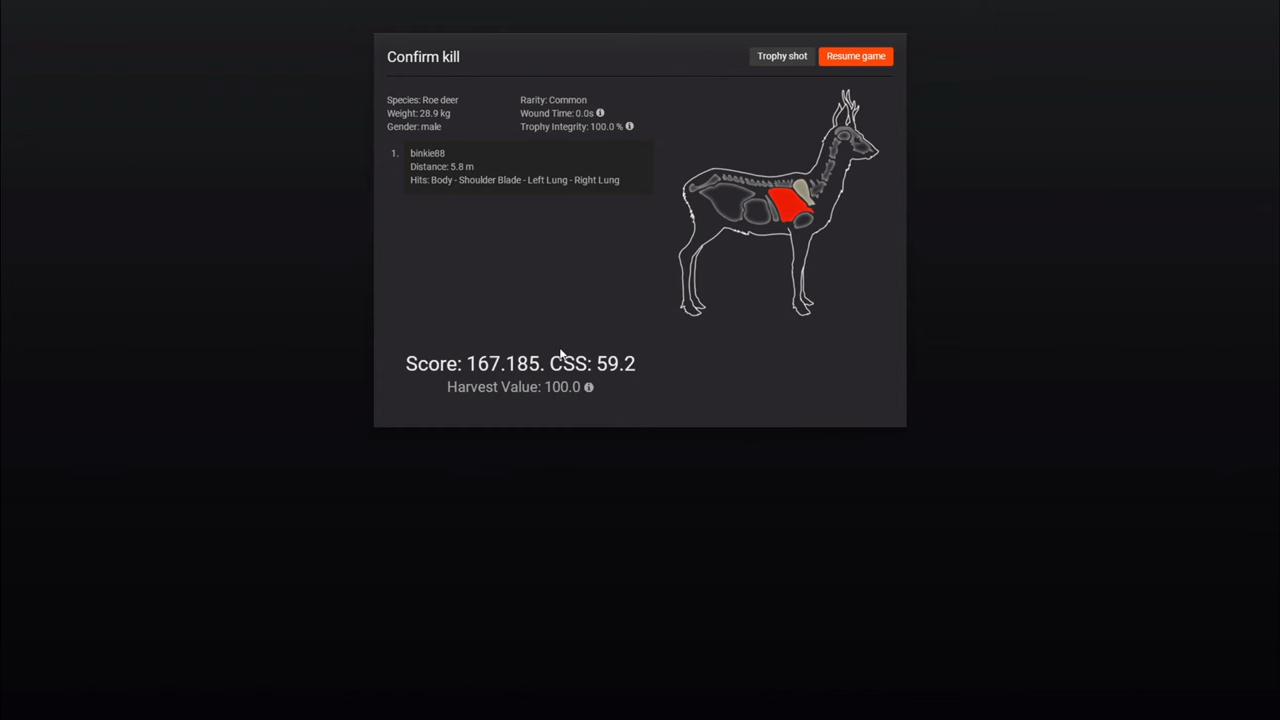 Confirm kill
Trophy shot
Resume game
Species: Roe deer
Weight: 28.9 kg
Gender: male
Rarity: Common
Wound Time: 0.0s
Trophy Integrity: 100.0 %
1. binkie88
Distance: 5.8 m
Hits: Body - Shoulder Blade - Left Lung - Right Lung
Score: 167.185. CSS: 59.2
Harvest Value: 100.0